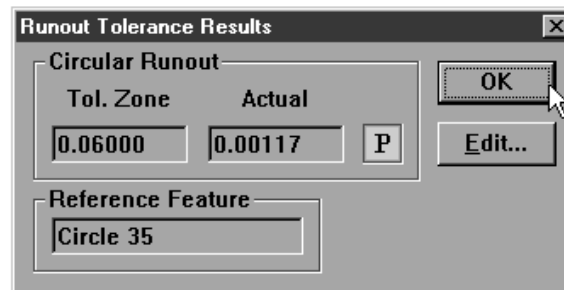 Runout Tolerance Results
Circular Runout
Tol. Zone Actual
0.06000 0.00117 P
OK
Edit...
Reference Feature
Circle 35